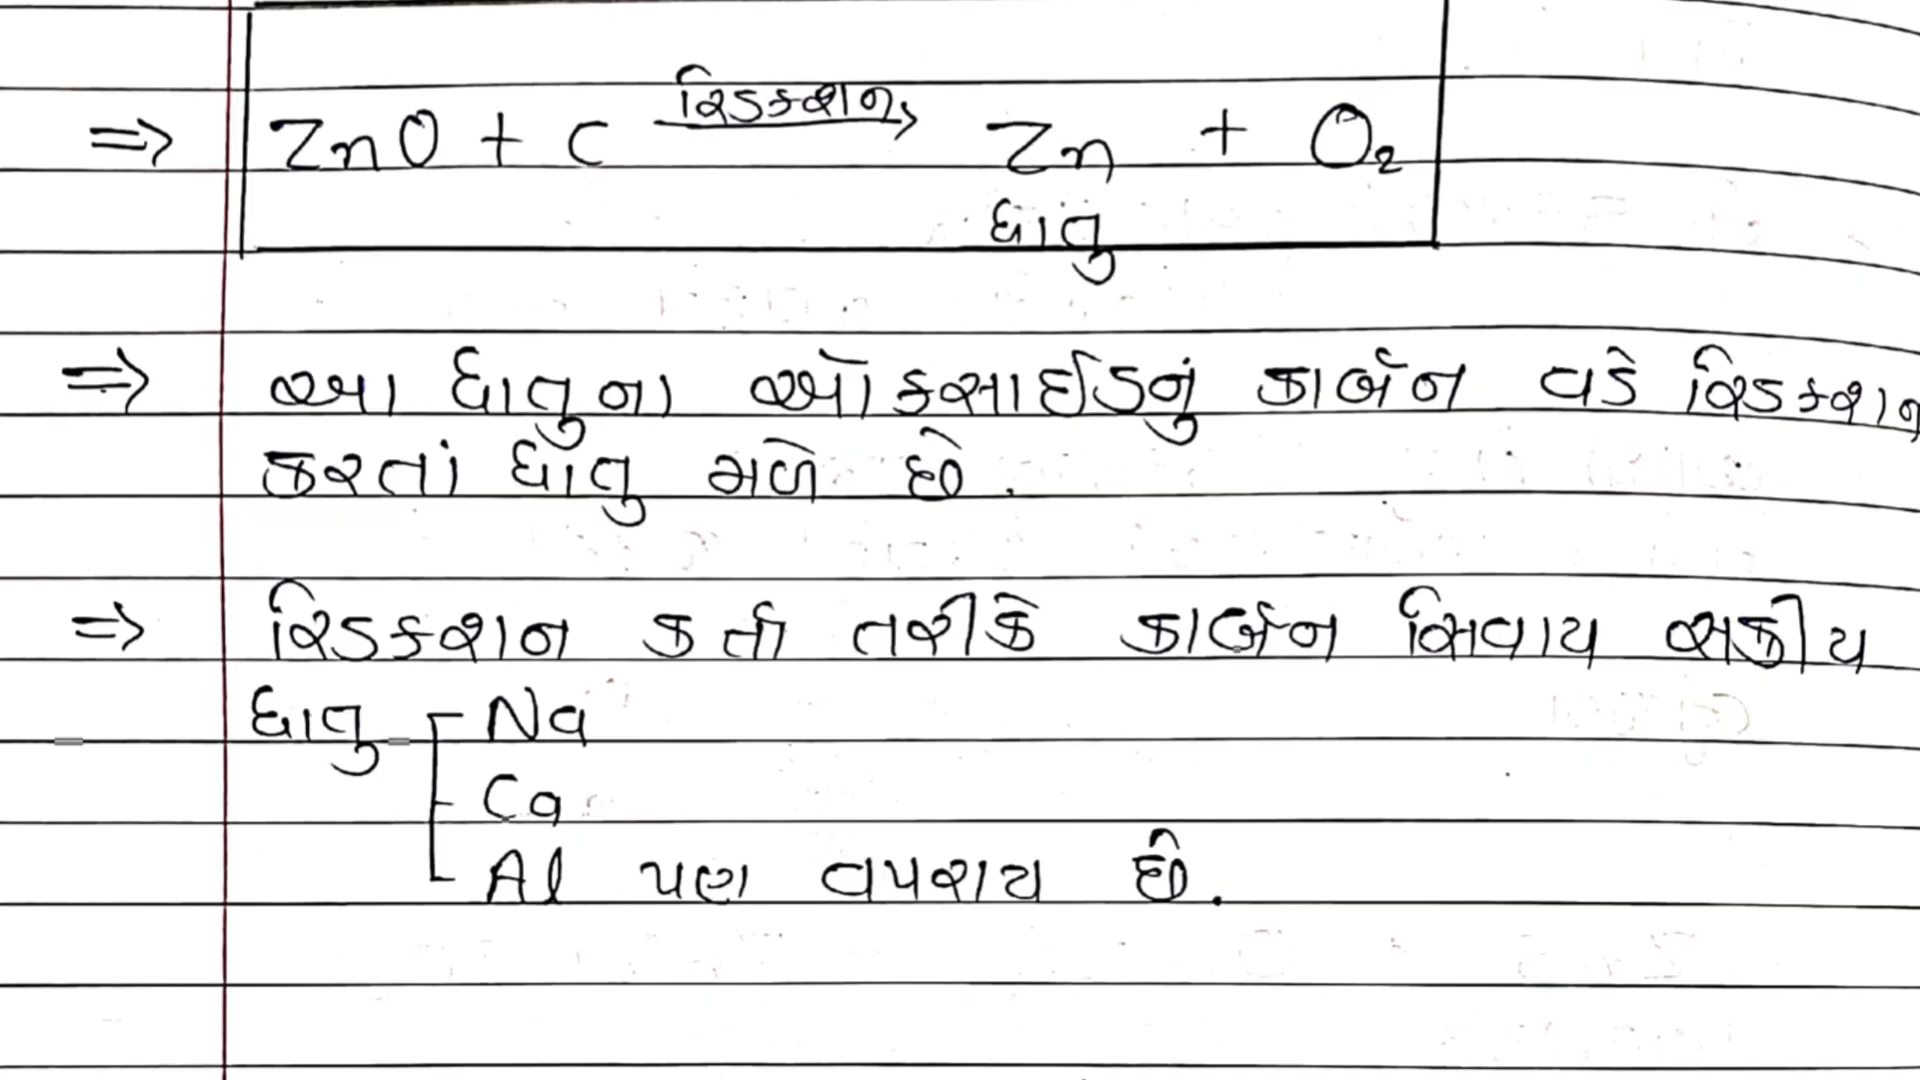 રિડક્શન
=> ZnO + C → Zn + O₂
ધાતુ
=> આ ધાતુના ઓક્સાઈડનું કાર્બન વડે રિડક્શન
કરતાં ધાતુ મળે છે.
=> રિડક્શન કર્તા તરીકે કાર્બન સિવાય સક્રીય
ધાતુ Na
Ca
Al પણ વપરાય છે.